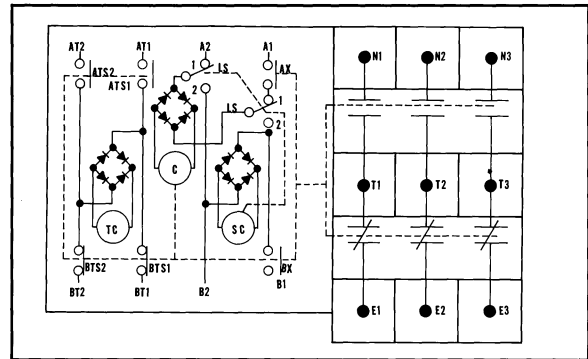 AT2 AT1 A2 A1 N1 N2 N3
ATS2 ATS1 1 LS AX
2 LS 1
2
C
TC SC T1 T2 T3
BTS2 BTS1 BX
BT2 BT1 B2 B1
E1 E2 E3